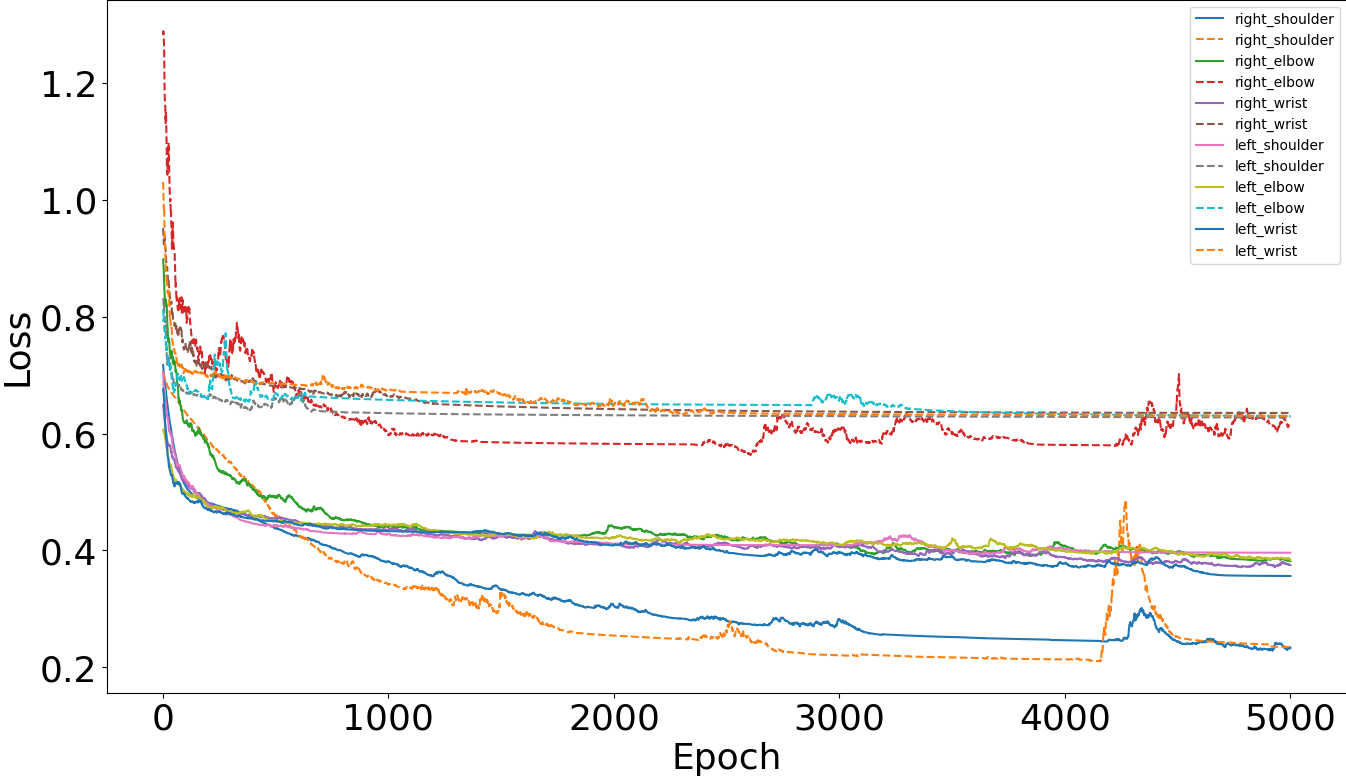 1.2
1.0
0.8
0.6
0.4
0.2
Loss
right_shoulder
right_shoulder
right_elbow
right_elbow
right_wrist
right_wrist
left_shoulder
left_shoulder
left_elbow
left_elbow
left_wrist
left_wrist
0 1000 2000 3000 4000 5000
Epoch